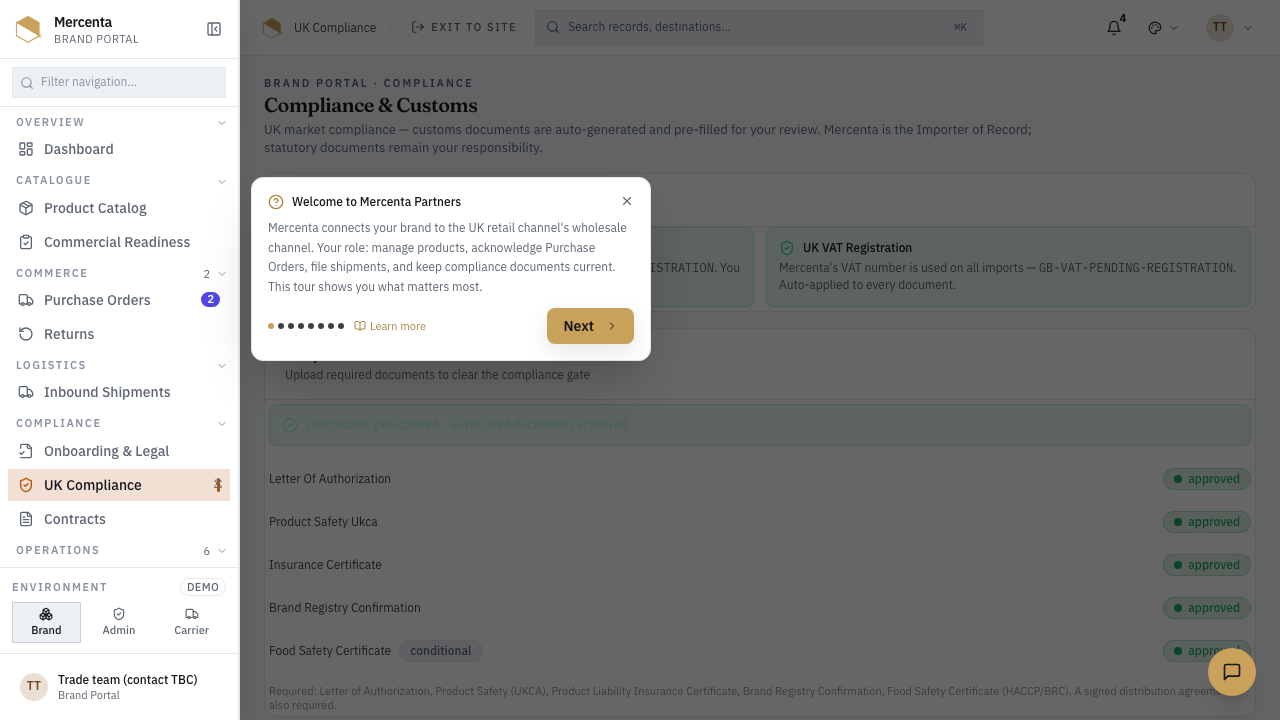 Mercenta
BRAND PORTAL
Filter navigation...
OVERVIEW
Dashboard
CATALOGUE
Product Catalog
Commercial Readiness
COMMERCE 2
Purchase Orders 2
Returns
LOGISTICS
Inbound Shipments
COMPLIANCE
Onboarding & Legal
UK Compliance
Contracts
OPERATIONS 6
ENVIRONMENT DEMO
Brand Admin Carrier
TT Trade team (contact TBC)
Brand Portal
UK Compliance EXIT TO SITE Search records, destinations... ⌘K 4 TT
BRAND PORTAL · COMPLIANCE
Compliance & Customs
UK market compliance — customs documents are auto-generated and pre-filled for your review. Mercenta is the Importer of Record;
statutory documents remain your responsibility.
Welcome to Mercenta Partners
Mercenta connects your brand to the UK retail channel's wholesale
channel. Your role: manage products, acknowledge Purchase
Orders, file shipments, and keep compliance documents current.
This tour shows you what matters most.
Learn more Next
ISTRATION. You
UK VAT Registration
Mercenta's VAT number is used on all imports — GB-VAT-PENDING-REGISTRATION.
Auto-applied to every document.
Upload required documents to clear the compliance gate
Compliance gate cleared - all required documents approved.
Letter Of Authorization approved
Product Safety Ukca approved
Insurance Certificate approved
Brand Registry Confirmation approved
Food Safety Certificate conditional
Required: Letter of Authorization, Product Safety (UKCA), Product Liability Insurance Certificate, Brand Registry Confirmation, Food Safety Certificate (HACCP/BRC). A signed distribution
also required.